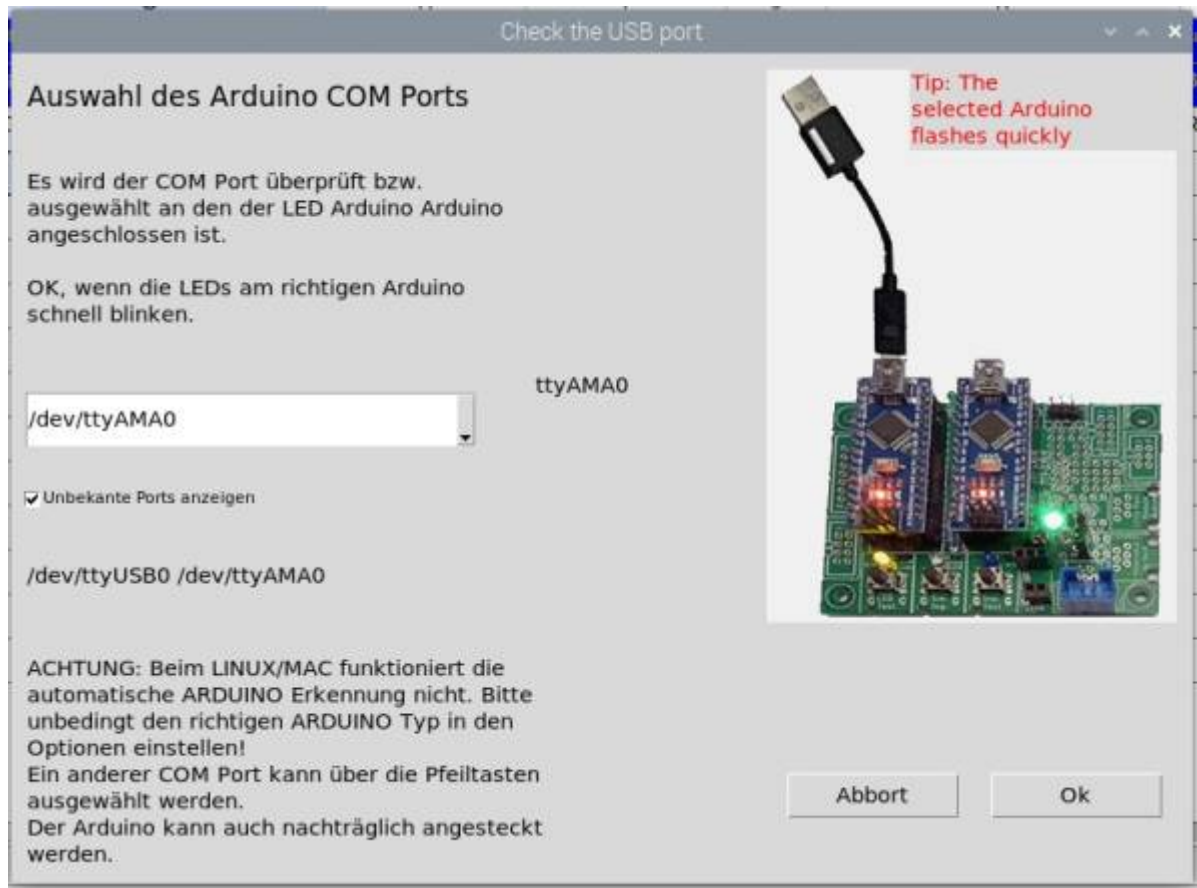 Check the USB port
Auswahl des Arduino COM Ports
Tip: The
selected Arduino
flashes quickly
Es wird der COM Port überprüft bzw.
ausgewählt an den der LED Arduino Arduino
angeschlossen ist.
OK, wenn die LEDs am richtigen Arduino
schnell blinken.
ttyAMA0
/dev/ttyAMA0
Unbekante Ports anzeigen
/dev/ttyUSB0 /dev/ttyAMA0
ACHTUNG: Beim LINUX/MAC funktioniert die
automatische ARDUINO Erkennung nicht. Bitte
unbedingt den richtigen ARDUINO Typ in den
Optionen einstellen!
Ein anderer COM Port kann über die Pfeiltasten
ausgewählt werden.
Der Arduino kann auch nachträglich angesteckt
werden.
Abbort
Ok